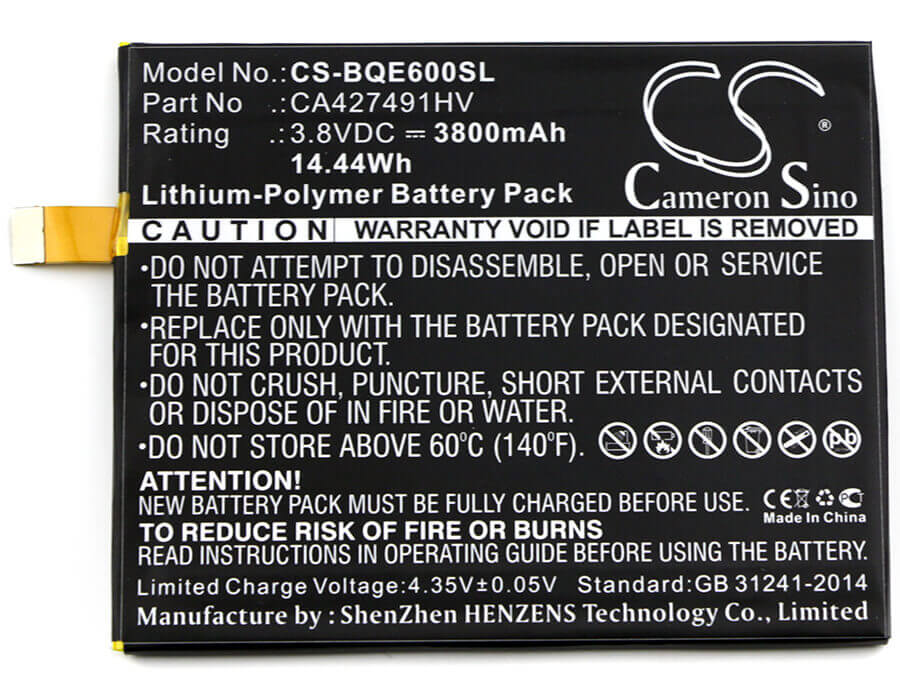 Model No.:CS-BQE600SL
Part No .:CA427491HV
Rating .:3.8VDC ⎓ 3800mAh
14.44Wh
Lithium-Polymer Battery Pack
CS
®
Cameron Sino
CAUTION WARRANTY VOID IF LABEL IS REMOVED
•DO NOT ATTEMPT TO DISASSEMBLE, OPEN OR SERVICE
THE BATTERY PACK.
•REPLACE ONLY WITH THE BATTERY PACK DESIGNATED
FOR THIS PRODUCT.
•DO NOT CRUSH, PUNCTURE, SHORT EXTERNAL CONTACTS
OR DISPOSE OF IN FIRE OR WATER.
•DO NOT STORE ABOVE 60°C (140°F).
Pb
ATTENTION!
NEW BATTERY PACK MUST BE FULLY CHARGED BEFORE USE.
CE
PCT
Made In China
TO REDUCE RISK OF FIRE OR BURNS
READ INSTRUCTIONS IN OPERATING GUIDE BEFORE USING THE BATTERY.
Limited Charge Voltage:4.35V±0.05V Standard:GB 31241-2014
Manufacture by : ShenZhen HENZENS Technology Co., Ltd.